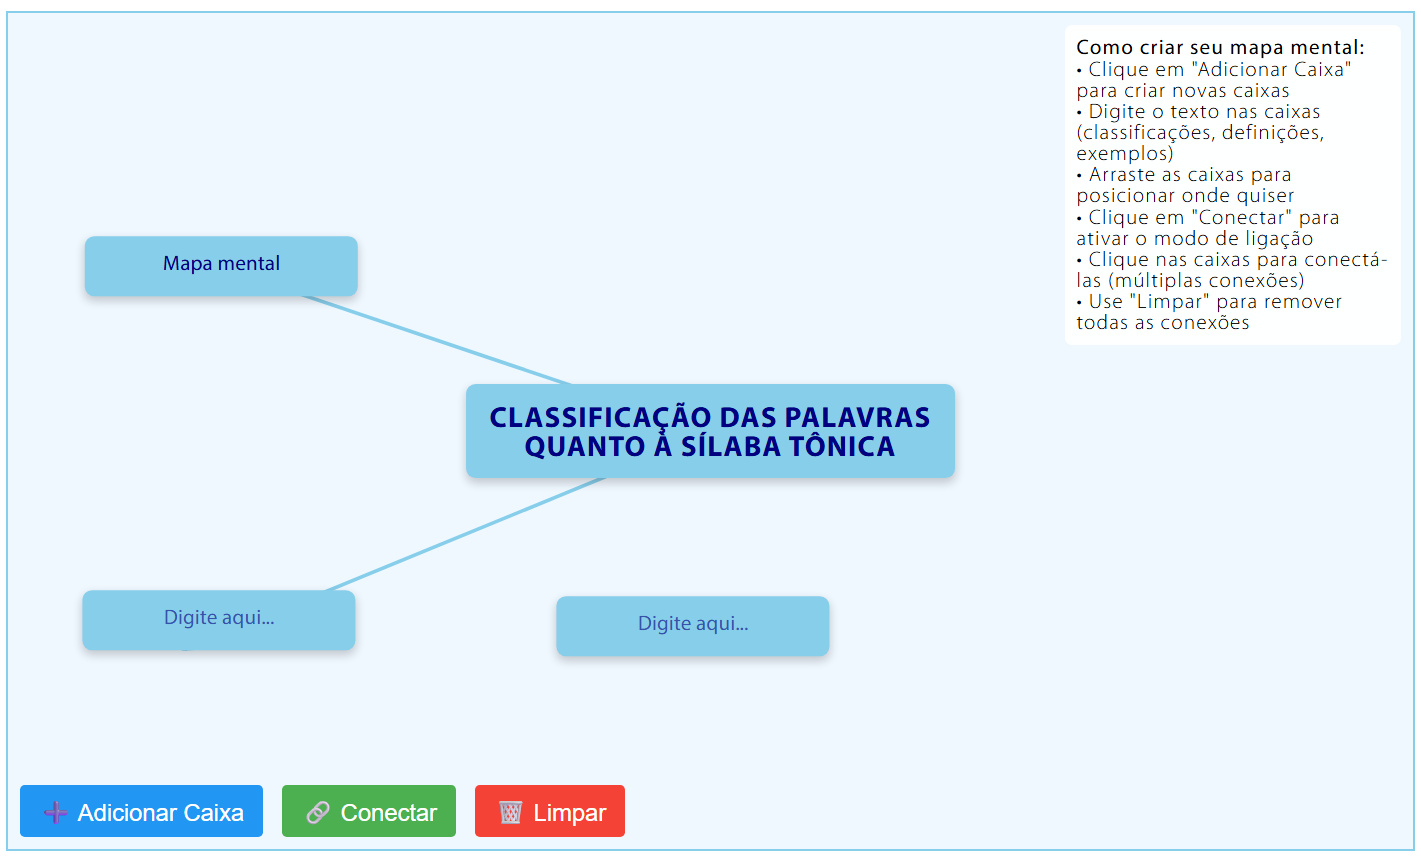 Como criar seu mapa mental:
• Clique em "Adicionar Caixa"
para criar novas caixas
• Digite o texto nas caixas
(classificações, definições,
exemplos)
• Arraste as caixas para
posicionar onde quiser
• Clique em "Conectar" para
ativar o modo de ligação
• Clique nas caixas para conectá-
las (múltiplas conexões)
• Use "Limpar" para remover
todas as conexões
Mapa mental
CLASSIFICAÇÃO DAS PALAVRAS
QUANTO À SÍLABA TÔNICA
Digite aqui...
Digite aqui...
Adicionar Caixa
Conectar
Limpar